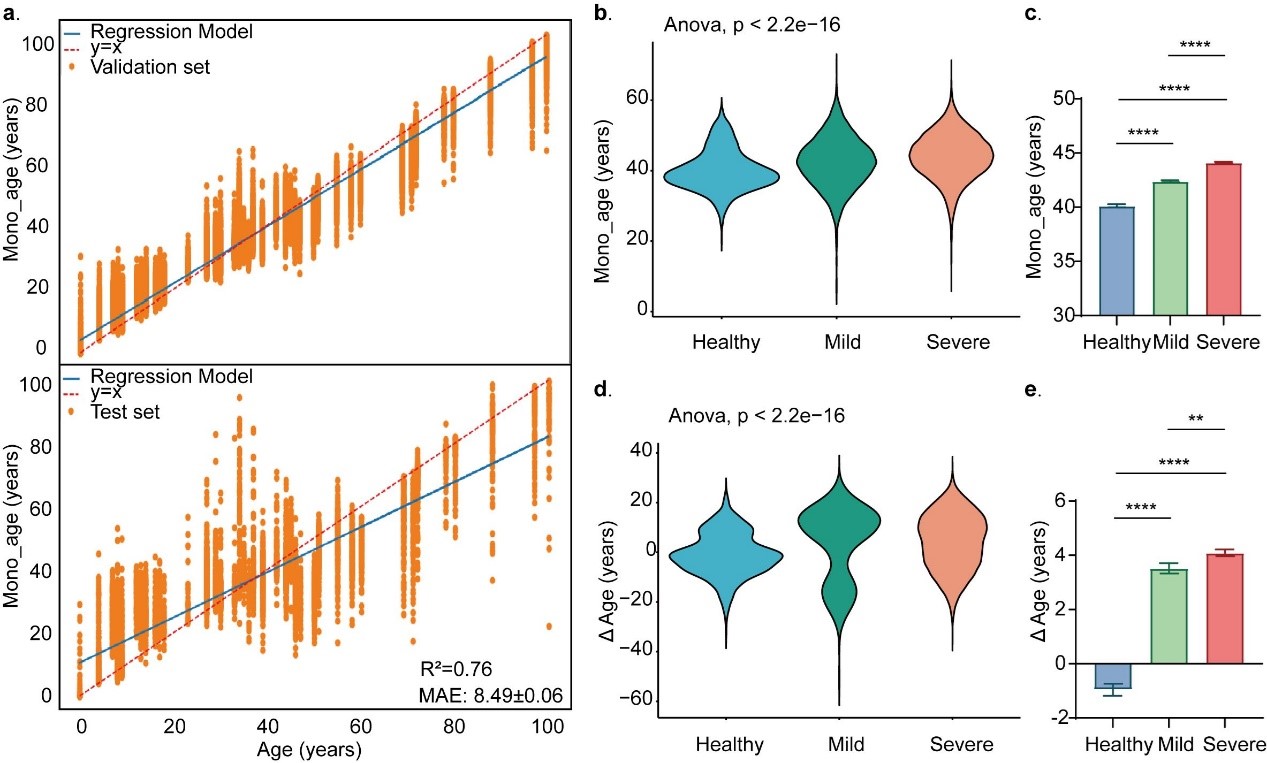 a.
Regression Model
y=x
Validation set
Mono_age (years)
100
80
60
40
20
0
Regression Model
y=x
Test set
Mono_age (years)
100
80
60
40
20
0
R²=0.76
MAE: 8.49±0.06
0 20 40 60 80 100
Age (years)
b.
Anova, p < 2.2e−16
Mono_age (years)
60
40
20
0
Healthy Mild Severe
c.
****
****
****
Mono_age (years)
50
45
40
35
30
Healthy Mild Severe
d.
Anova, p < 2.2e−16
Δ Age (years)
40
20
0
−20
−40
−60
Healthy Mild Severe
e.
**
****
****
Δ Age (years)
6
4
2
0
-2
Healthy Mild Severe